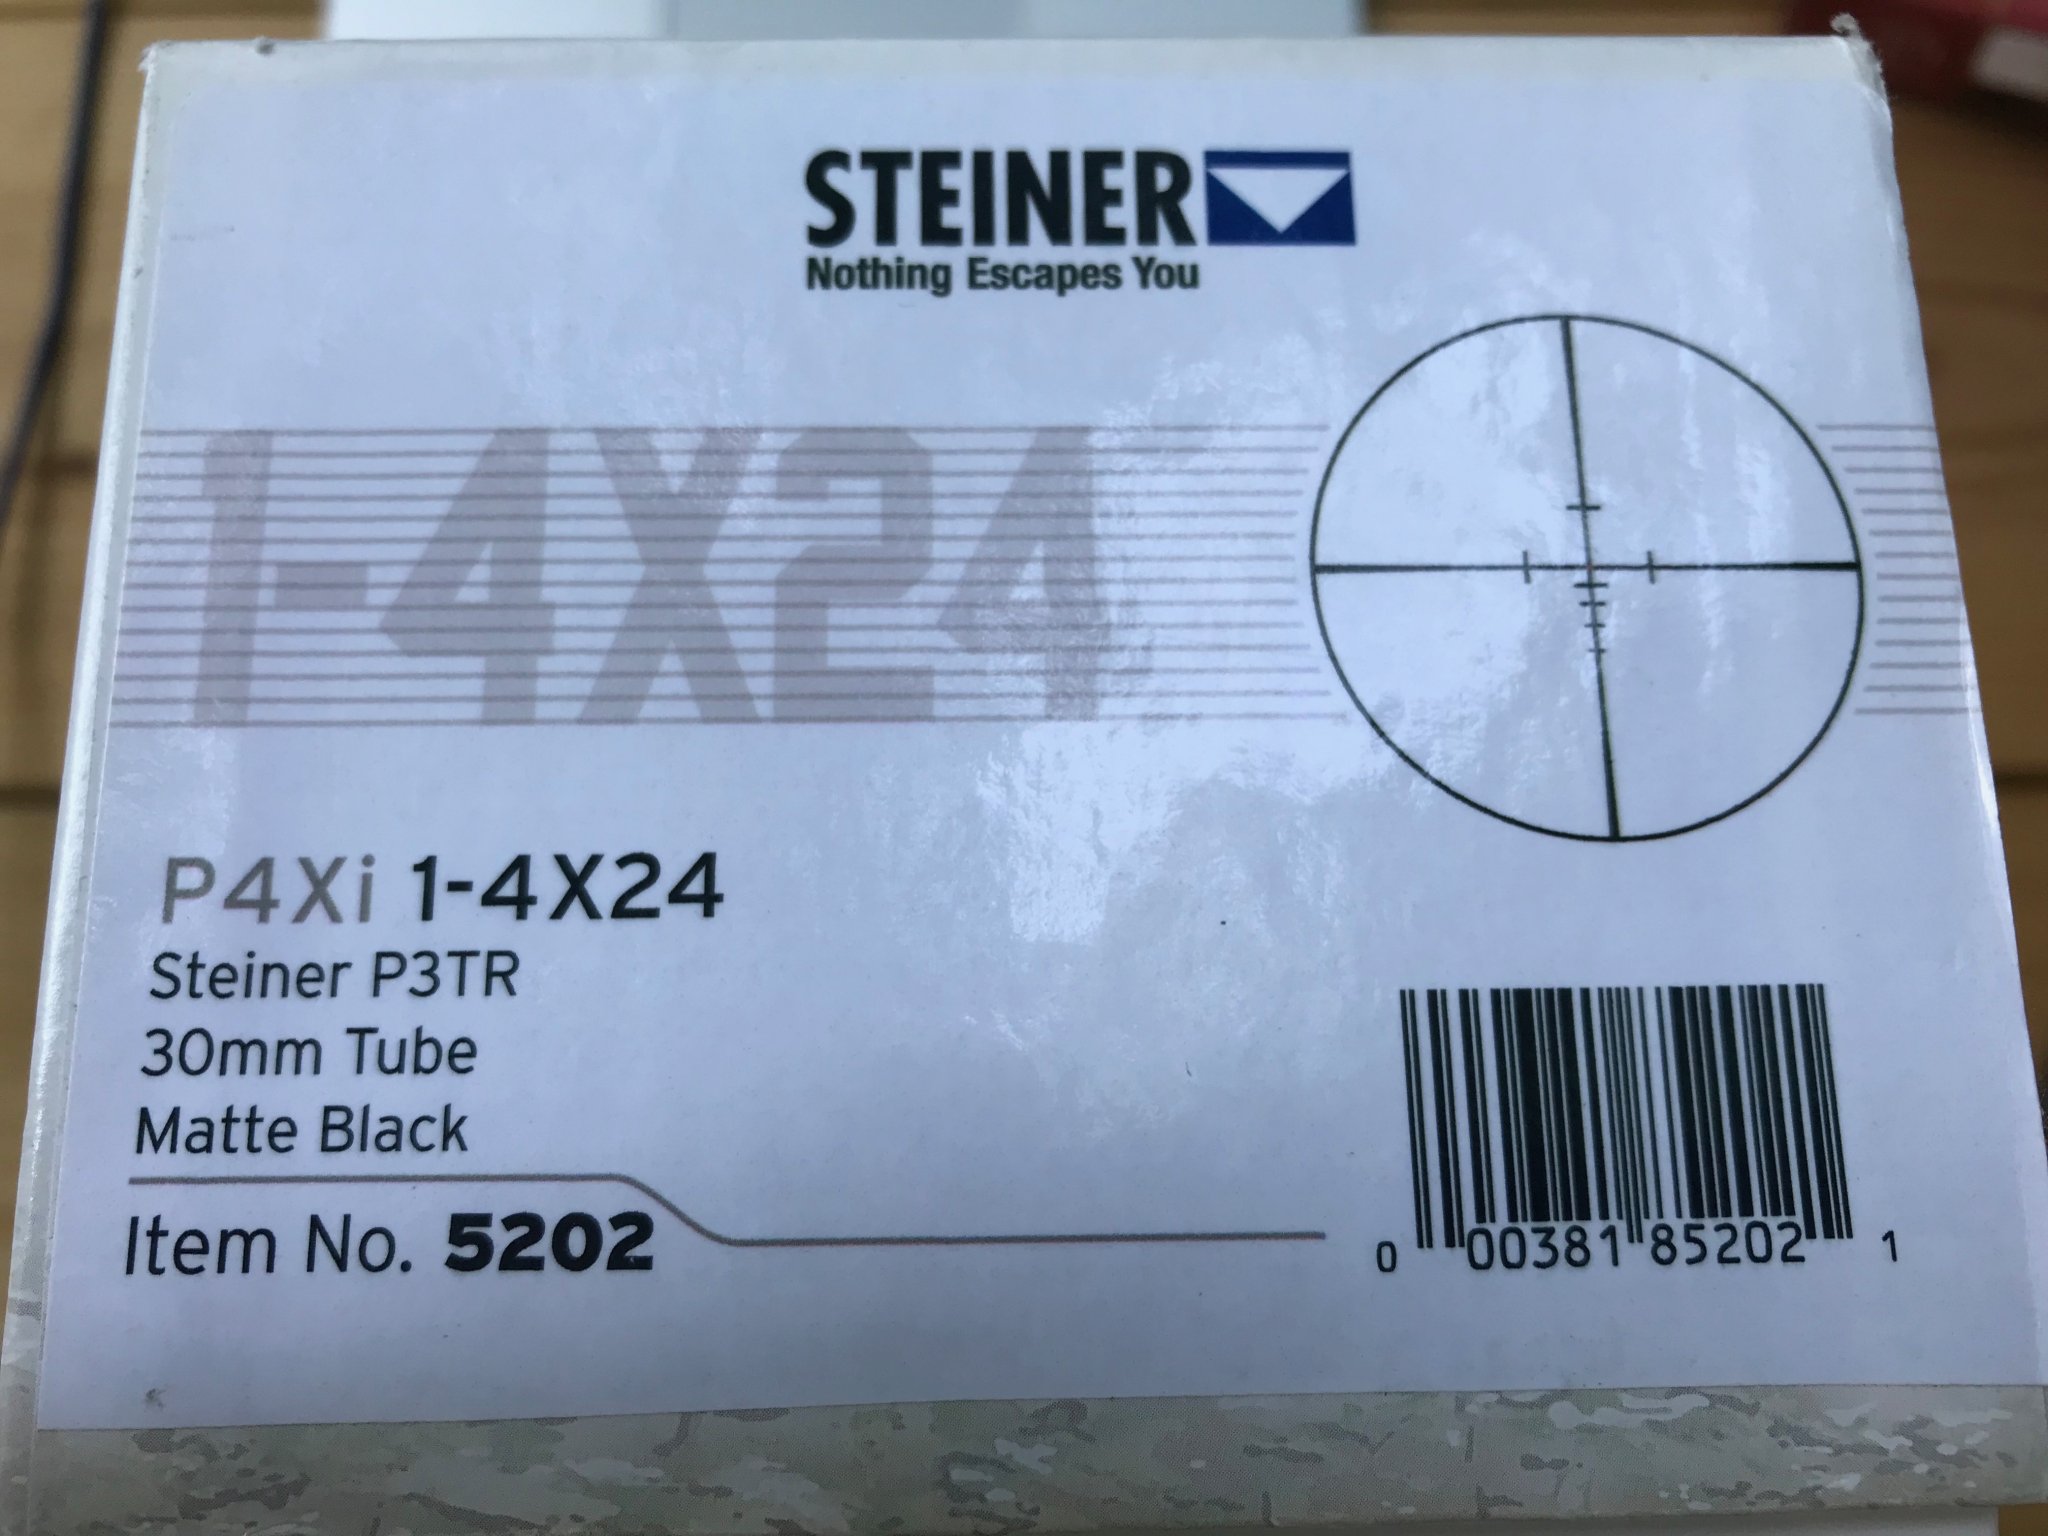 STEINER
Nothing Escapes You
1-4X24
P4Xi 1-4X24
Steiner P3TR
30mm Tube
Matte Black
Item No. 5202
0 00381 85202 1